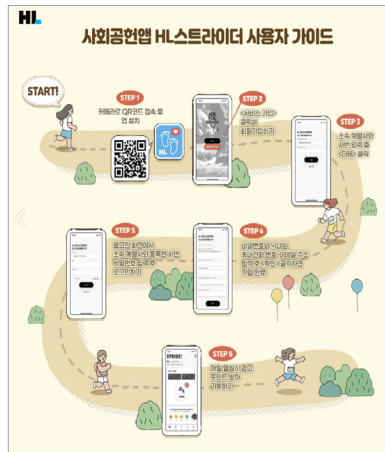 HL
사회공헌앱 HL스트라이더 사용자 가이드
START!
STEP 1
카메라로 QR코드 접속 후
앱 설치
HL
STEP 2
<서비스 가입>
클릭해
회원가입하기
STEP 3
소속 계열사와
사번 입력 후
<다음> 클릭
STEP 4
비밀번호와 닉네임,
휴대전화 번호, 이메일 주소
입력 후 <확인> 클릭하면
가입 완료!
STEP 5
로그인 화면에서
소속 계열사와 등록한 사번,
비밀번호 입력 후
로그인하기
STEP 6
매일 열심히 걷고
포인트 쌓아
기부하기
STRIDE!